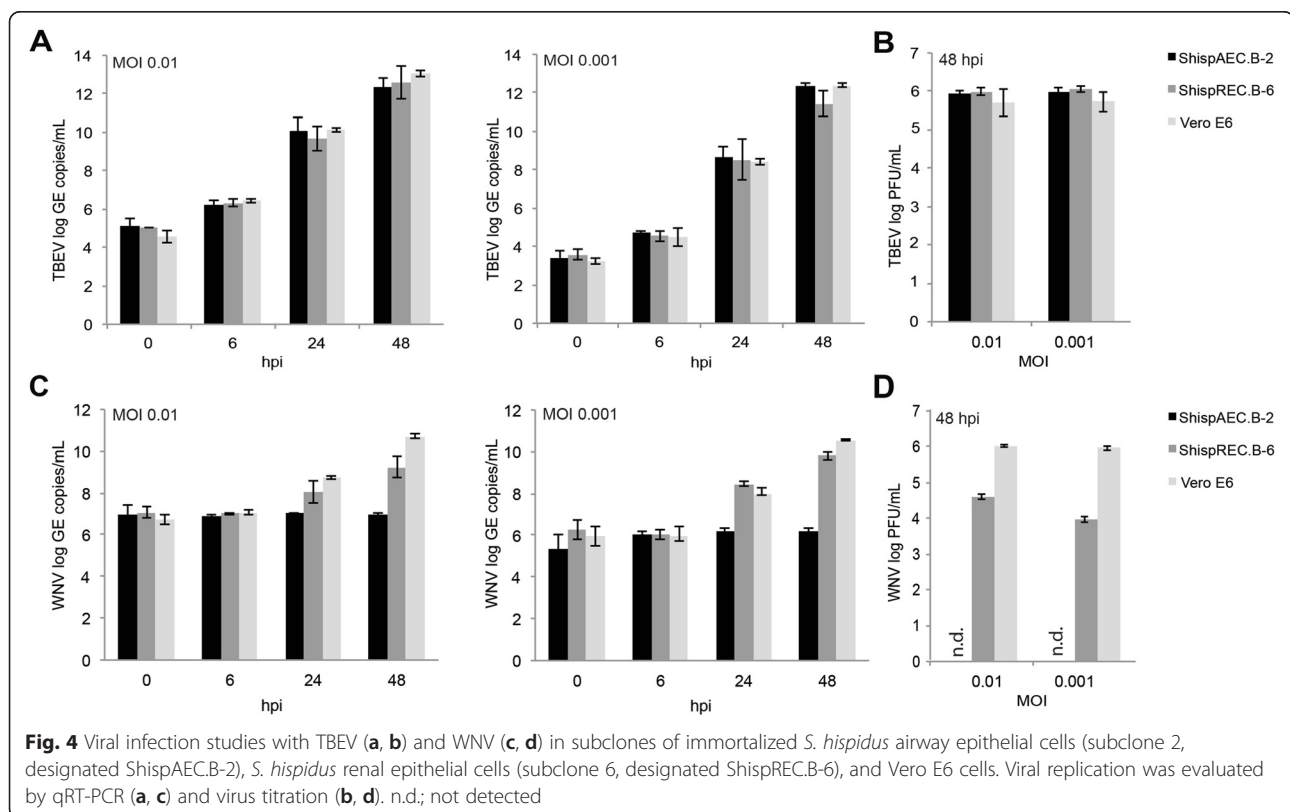 A
MOI 0.01
TBEV log GE copies/mL
14
12
10
8
6
4
2
0
0 6 24 48
hpi
MOI 0.001
TBEV log GE copies/mL
14
12
10
8
6
4
2
0
0 6 24 48
hpi
B
48 hpi
TBEV log PFU/mL
7
6
5
4
3
2
1
0
0.01 0.001
MOI
ShispAEC.B-2
ShispREC.B-6
Vero E6
C
MOI 0.01
WNV log GE copies/mL
12
10
8
6
4
2
0
0 6 24 48
hpi
MOI 0.001
WNV log GE copies/mL
12
10
8
6
4
2
0
0 6 24 48
hpi
D
48 hpi
WNV log PFU/mL
7
6
5
4
3
2
1
0
n.d. n.d.
0.01 0.001
MOI
ShispAEC.B-2
ShispREC.B-6
Vero E6
Fig. 4 Viral infection studies with TBEV (a, b) and WNV (c, d) in subclones of immortalized S. hispidus airway epithelial cells (subclone 2,
designated ShispAEC.B-2), S. hispidus renal epithelial cells (subclone 6, designated ShispREC.B-6), and Vero E6 cells. Viral replication was evaluated
by qRT-PCR (a, c) and virus titration (b, d). n.d.; not detected